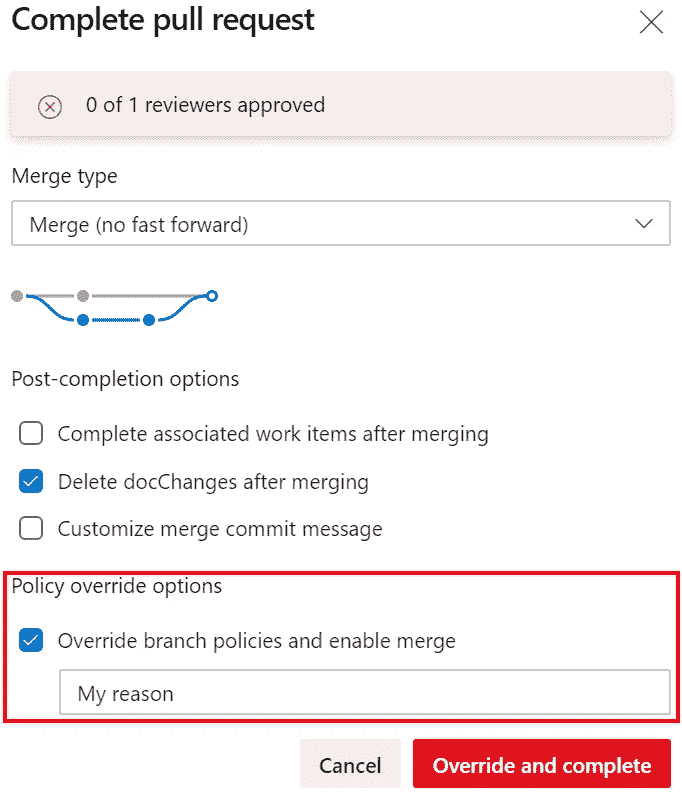 Complete pull request
0 of 1 reviewers approved
Merge type
Merge (no fast forward)
Post-completion options
Complete associated work items after merging
Delete docChanges after merging
Customize merge commit message
Policy override options
Override branch policies and enable merge
My reason
Cancel
Override and complete